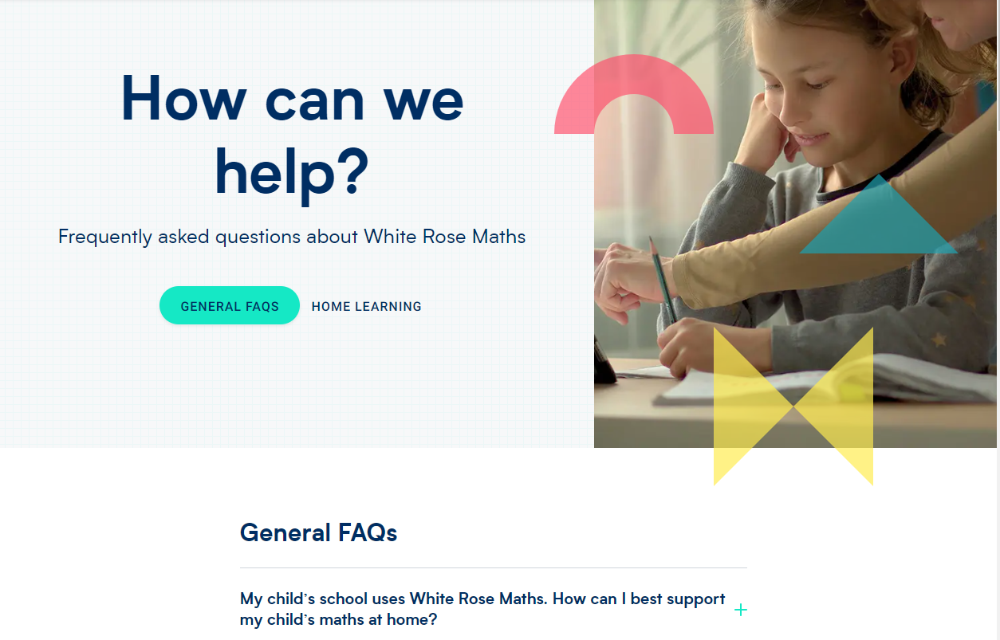 How can we
help?
Frequently asked questions about White Rose Maths
GENERAL FAQS HOME LEARNING
General FAQs
My child's school uses White Rose Maths. How can I best support
my child's maths at home?
+